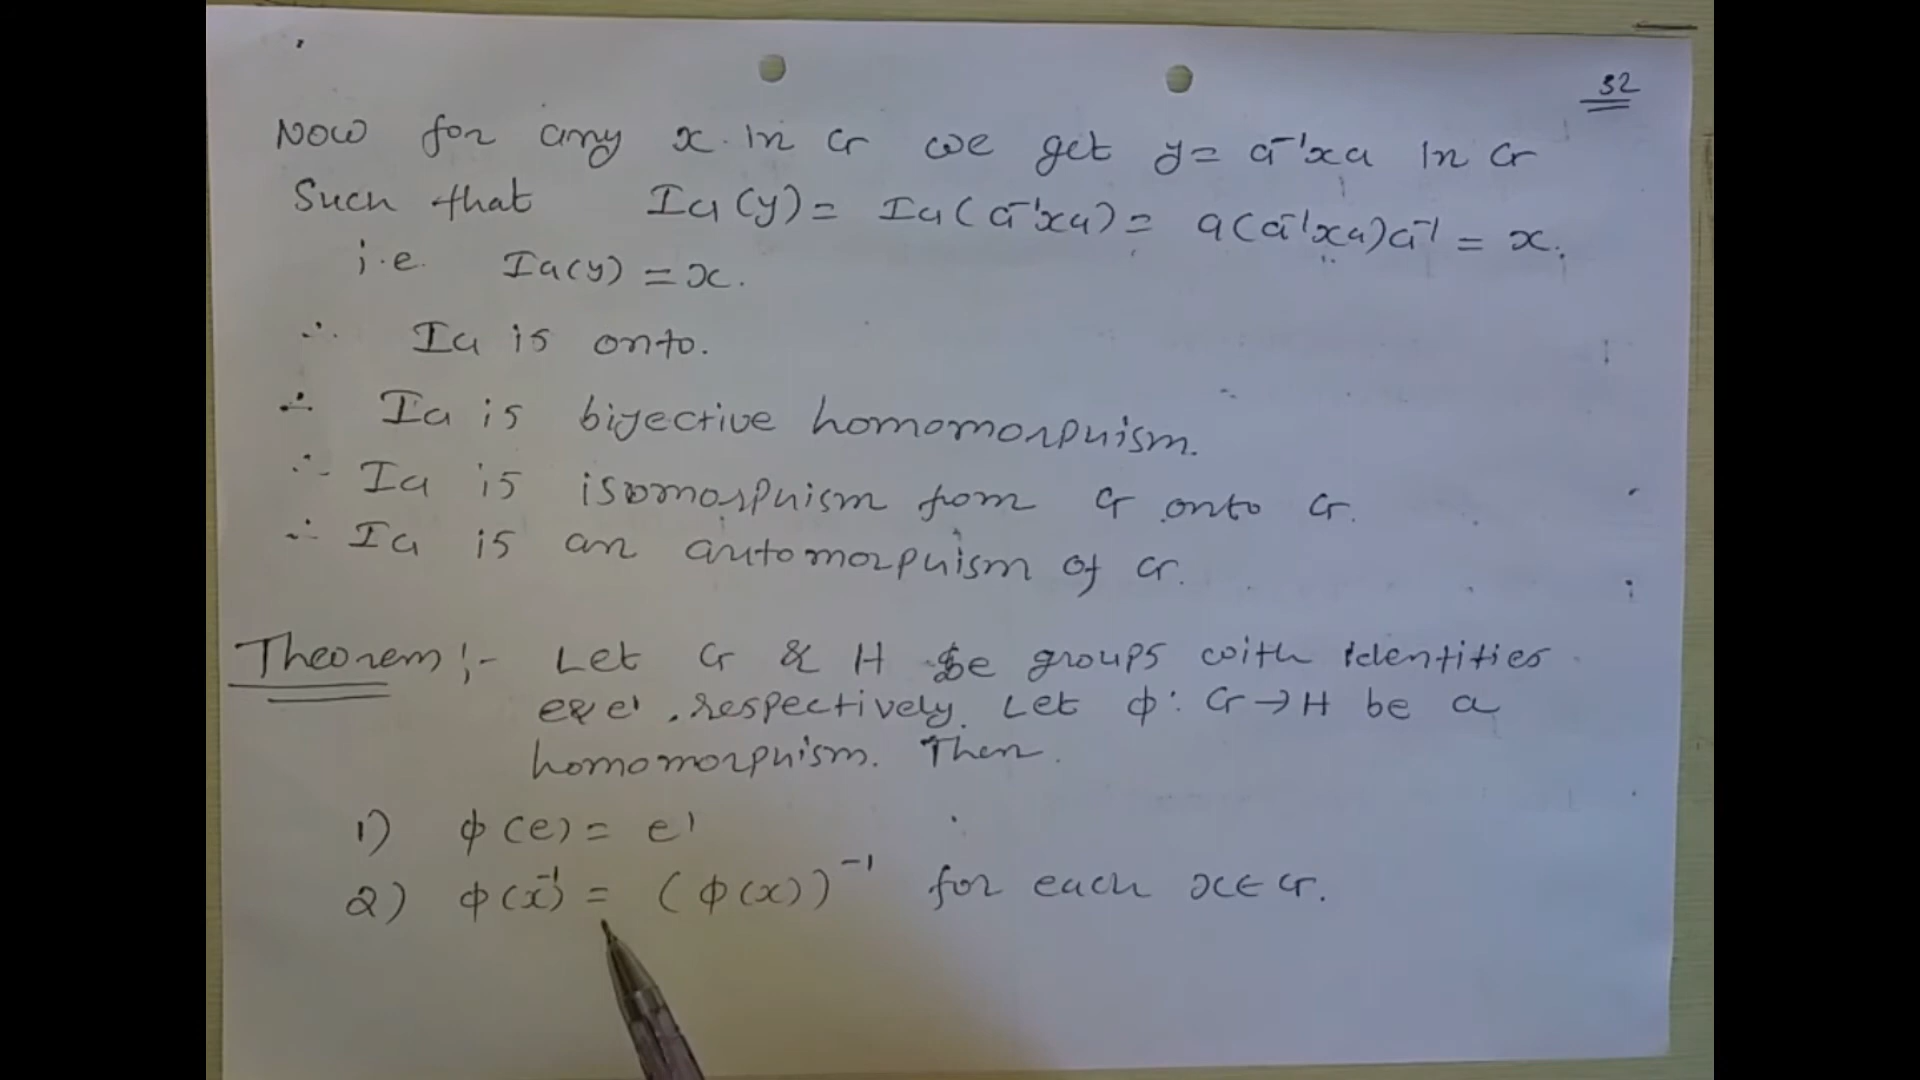 32
Now for any x in G we get y = a⁻¹xa in G
Such that Ia(y) = Ia(a⁻¹xa) = a(a⁻¹xa)a⁻¹ = x.
i.e. Ia(y) = x.
∴ Ia is onto.
∴ Ia is bijective homomorphism.
∴ Ia is isomorphism from G onto G.
∴ Ia is an automorphism of G.
Theorem :- Let G & H be groups with identities
e & e' respectively. Let ϕ : G → H be a
homomorphism. Then
1) ϕ(e) = e'
2) ϕ(x⁻¹) = (ϕ(x))⁻¹ for each x ∈ G.